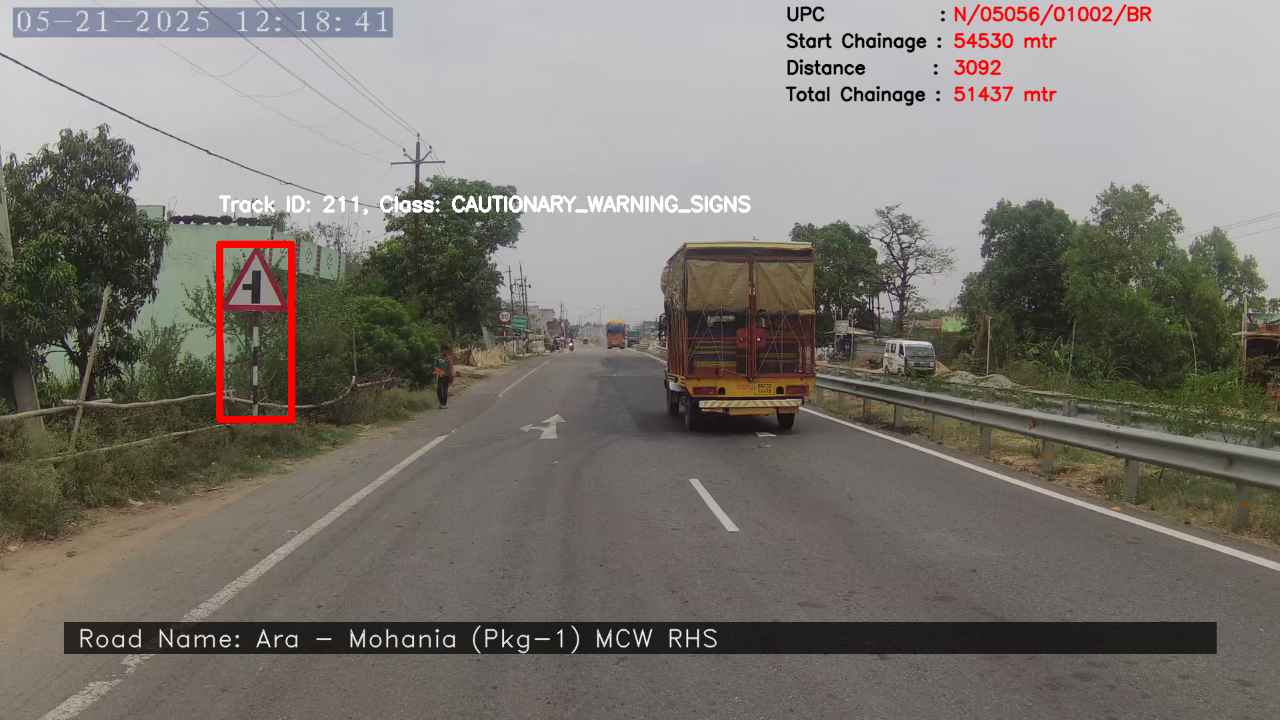 05-21-2025 12:18:41
UPC : N/05056/01002/BR
Start Chainage : 54530 mtr
Distance : 3092
Total Chainage : 51437 mtr
Track ID: 211, Class: CAUTIONARY_WARNING_SIGNS
Road Name: Ara - Mohania (Pkg-1) MCW RHS